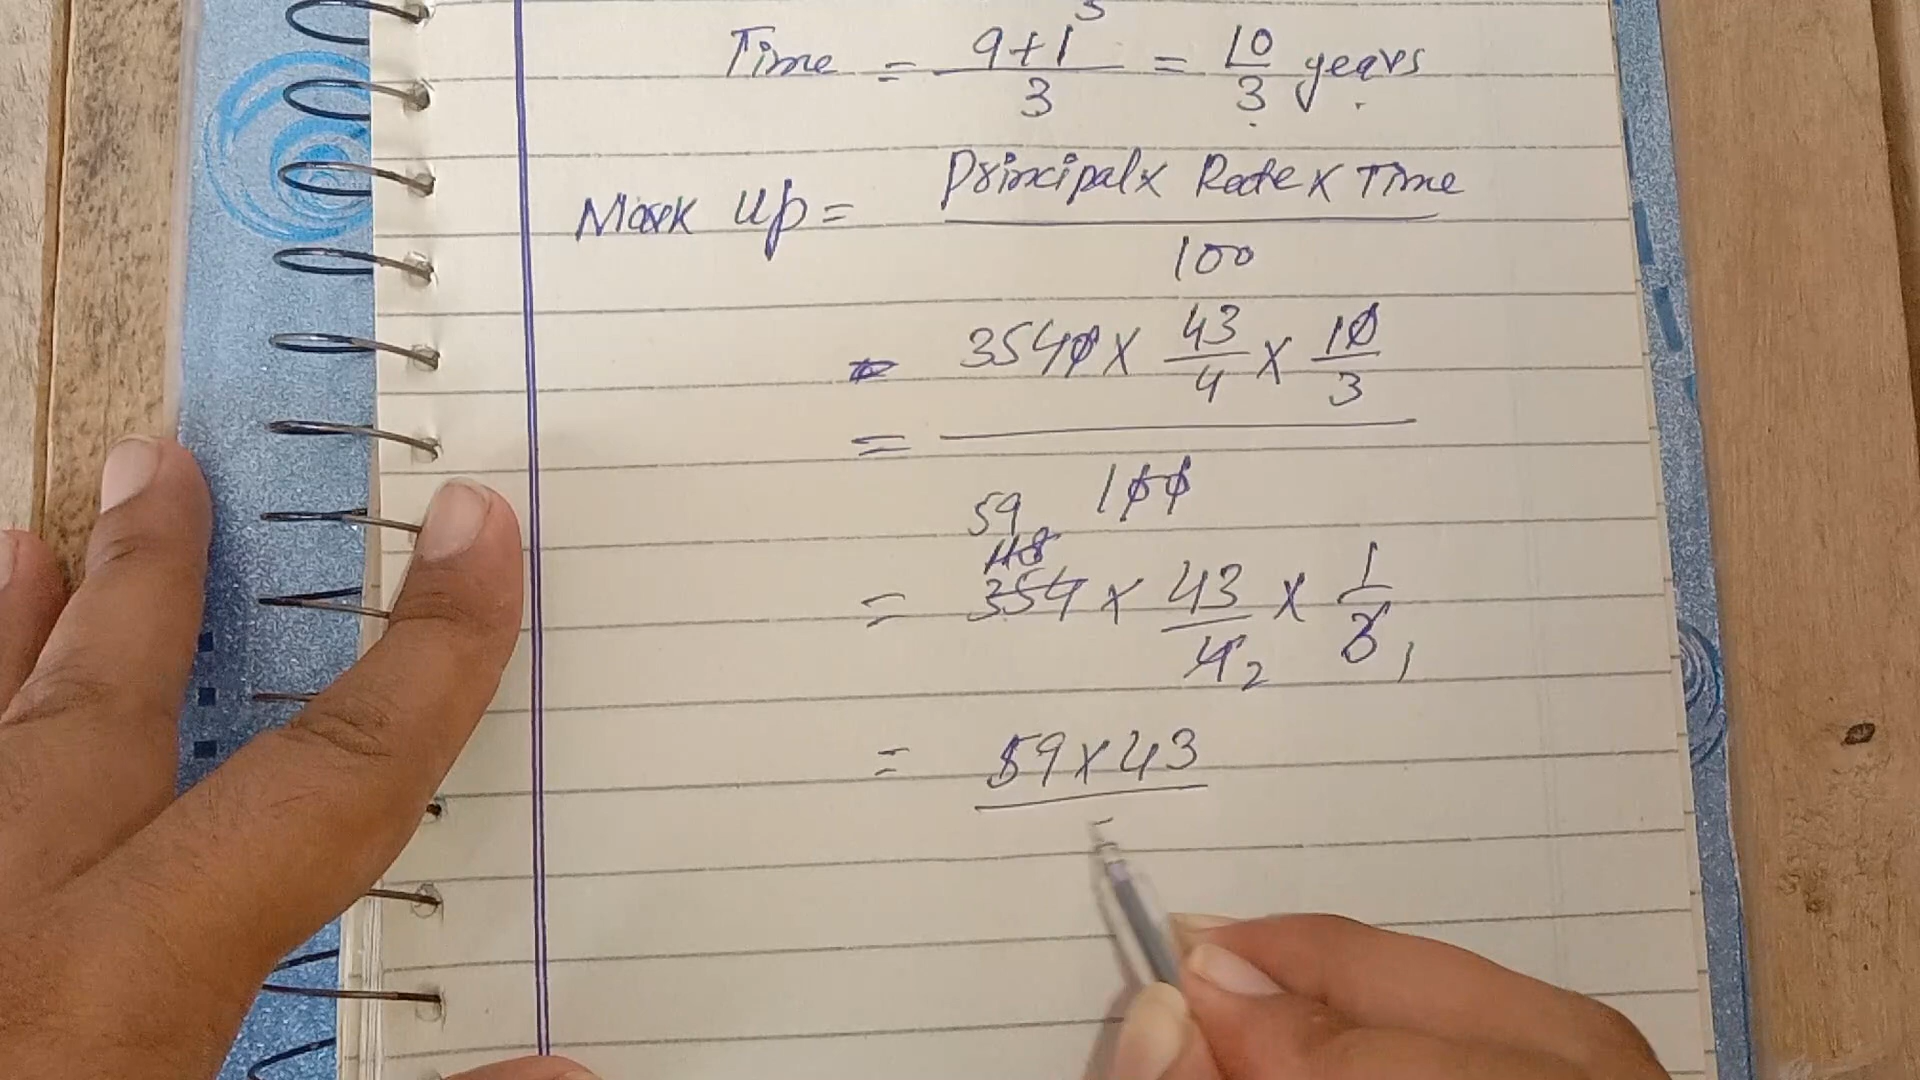 3
Time = 9+1/3 = 10/3 years
Mark Up = Principal x Rate x Time
100
= 3540 x 43/4 x 10/3
100
59
118
= 354 x 43/4 2 x 1/3 1
= 59 x 43